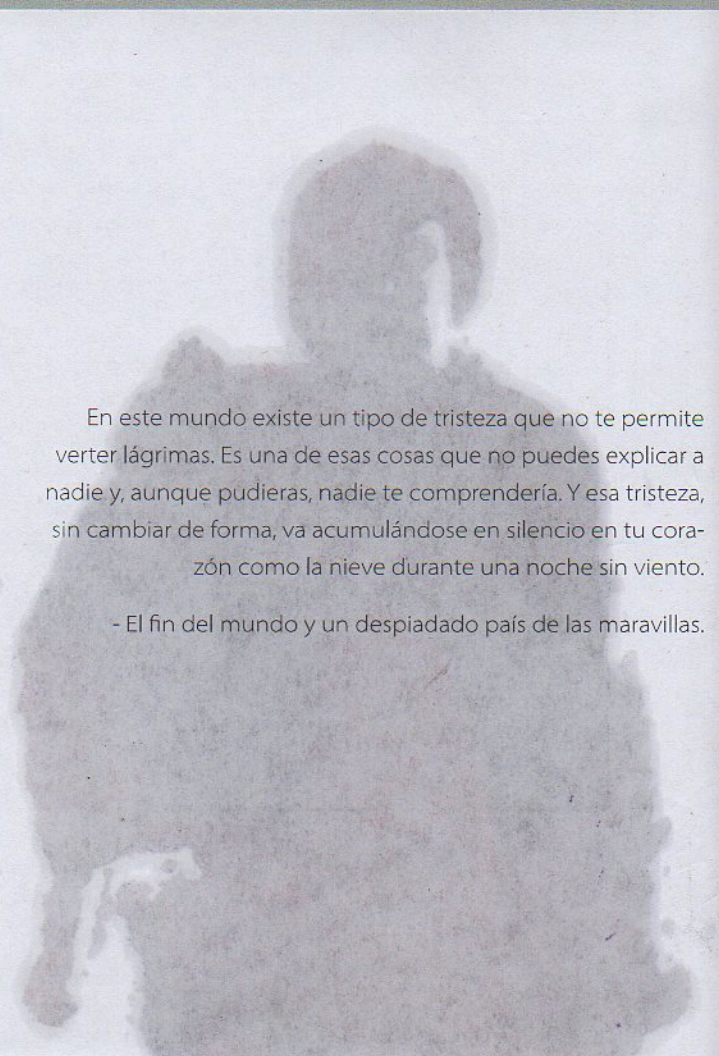 En este mundo existe un tipo de tristeza que no te permite
verter lágrimas. Es una de esas cosas que no puedes explicar a
nadie y, aunque pudieras, nadie te comprendería. Y esa tristeza,
sin cambiar de forma, va acumulándose en silencio en tu cora-
zón como la nieve durante una noche sin viento.
- El fin del mundo y un despiadado país de las maravillas.